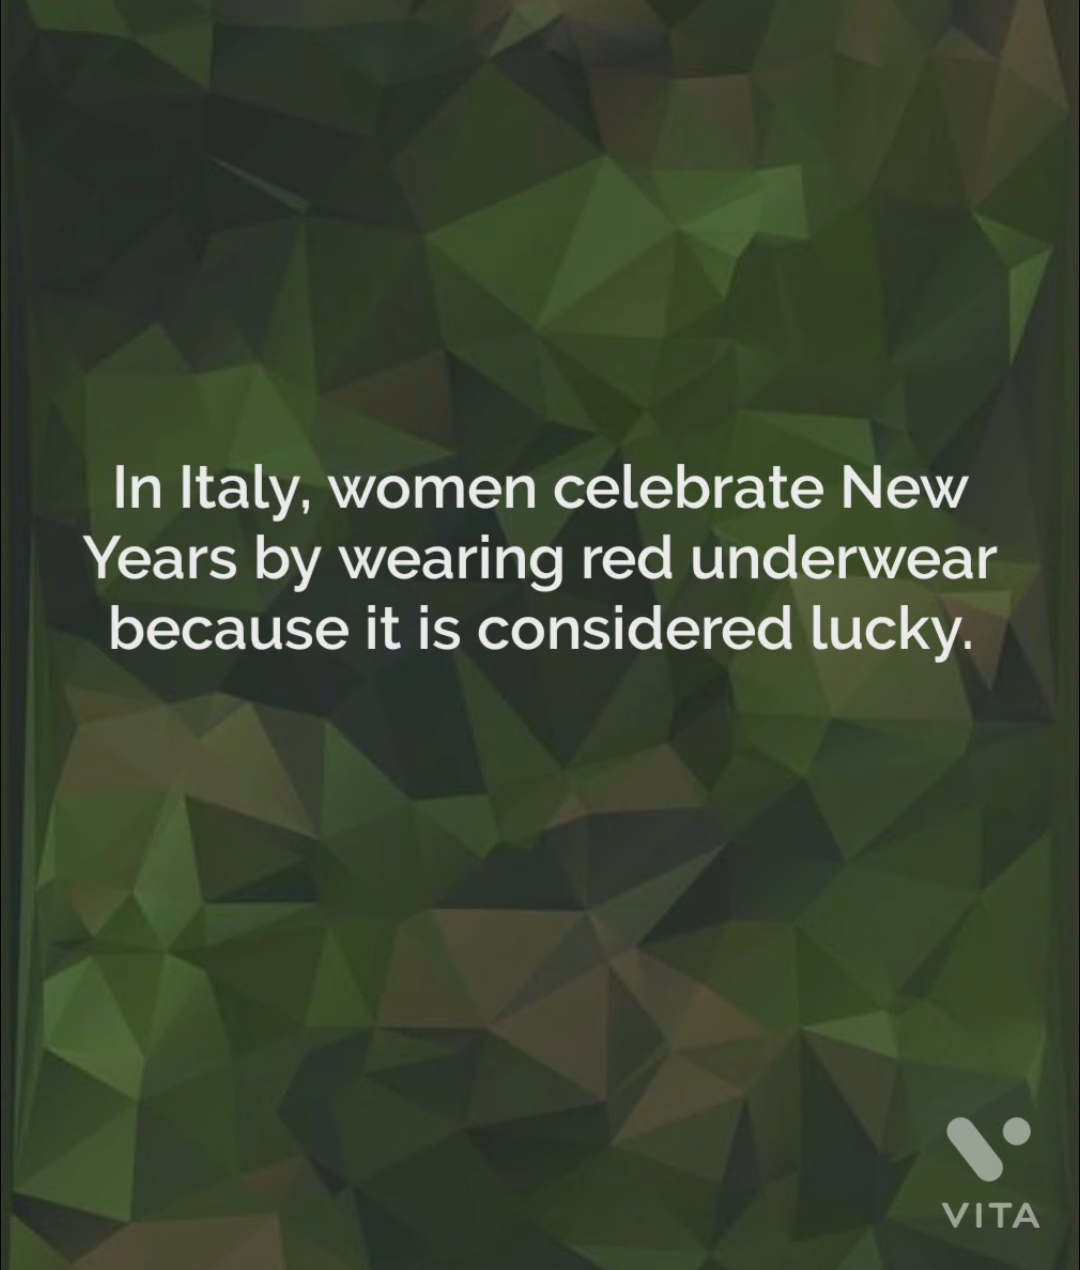 In Italy, women celebrate New
Years by wearing red underwear
because it is considered lucky.
VITA